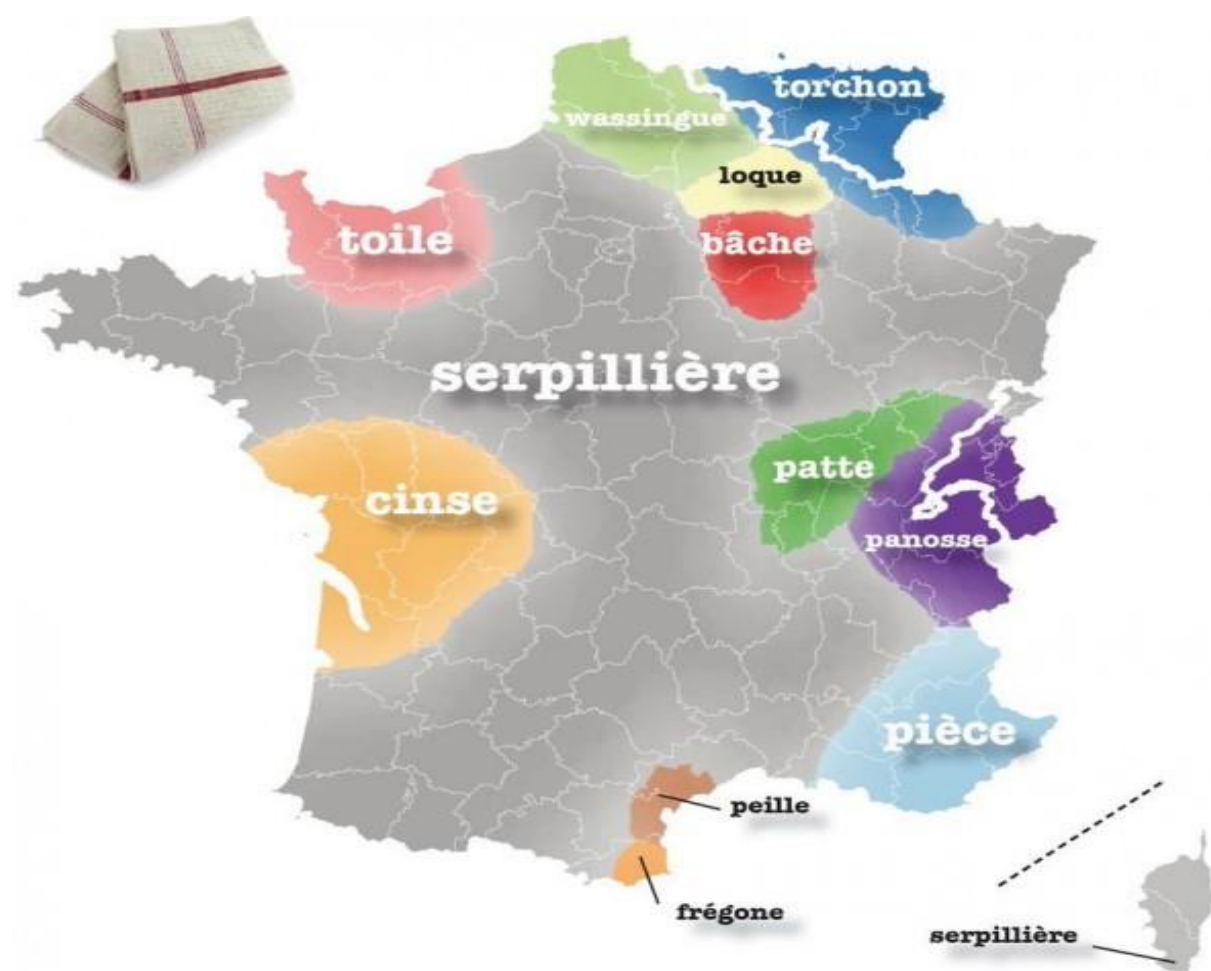 torchon
wassingue
loque
toile
bâche
serpillière
patte
cinse
panosse
pièce
peille
frégone
serpillière